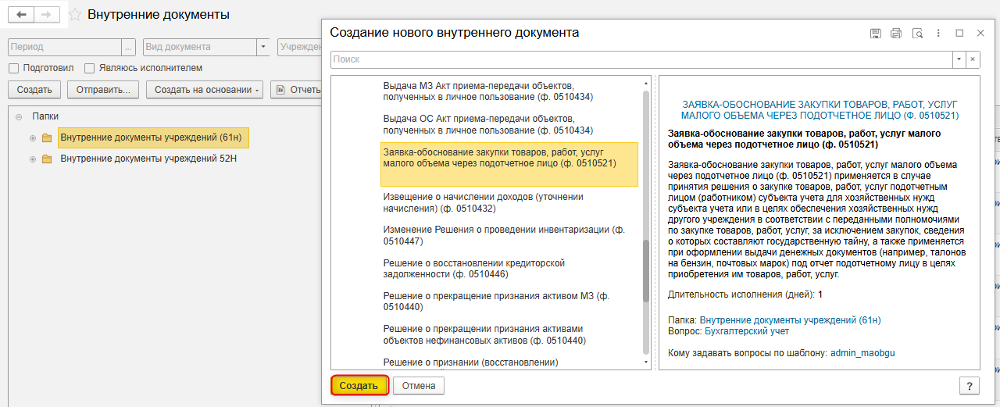 Внутренние документы
Период
...
Вид документа
Учрежден
Подготовил
Являюсь исполнителем
Создать
Отправить...
Создать на основании
Отчеты
Папки
Внутренние документы учреждений (61н)
Внутренние документы учреждений 52Н
Создание нового внутреннего документа
Поиск
Выдача МЗ Акт приема-передачи объектов,
полученных в личное пользование (ф. 0510434)
Выдача ОС Акт приема-передачи объектов,
полученных в личное пользование (ф. 0510434)
Заявка-обоснование закупки товаров, работ, услуг
малого объема через подотчетное лицо (ф. 0510521)
Извещение о начислении доходов (уточнении
начисления) (ф. 0510432)
Изменение Решения о проведении инвентаризации (ф.
0510447)
Решение о восстановлении кредиторской
задолженности (ф. 0510446)
Решение о прекращение признания активом МЗ (ф.
0510440)
Решение о прекращении признания активами
объектов нефинансовых активов (ф. 0510440)
Решение о признании (восстановлении)
ЗАЯВКА-ОБОСНОВАНИЕ ЗАКУПКИ ТОВАРОВ, РАБОТ, УСЛУГ
МАЛОГО ОБЪЕМА ЧЕРЕЗ ПОДОТЧЕТНОЕ ЛИЦО (Ф. 0510521)
Заявка-обоснование закупки товаров, работ, услуг малого
объема через подотчетное лицо (ф. 0510521)
Заявка-обоснование закупки товаров, работ, услуг малого объема
через подотчетное лицо (ф. 0510521) применяется в случае
принятия решения о закупке товаров, работ, услуг подотчетным
лицом (работником) субъекта учета для хозяйственных нужд
субъекта учета или в целях обеспечения хозяйственных нужд
другого учреждения в соответствии с переданными полномочиями
по закупке товаров, работ, услуг, за исключением закупок, сведения
о которых составляют государственную тайну, а также применяется
при оформлении выдачи денежных документов (например, талонов
на бензин, почтовых марок) под отчет подотчетному лицу в целях
приобретения им товаров, работ, услуг.
Длительность исполнения (дней): 1
Папка: Внутренние документы учреждений (61н)
Вопрос: Бухгалтерский учет
Кому задавать вопросы по шаблону: admin_maobgu
Создать
Отмена
?